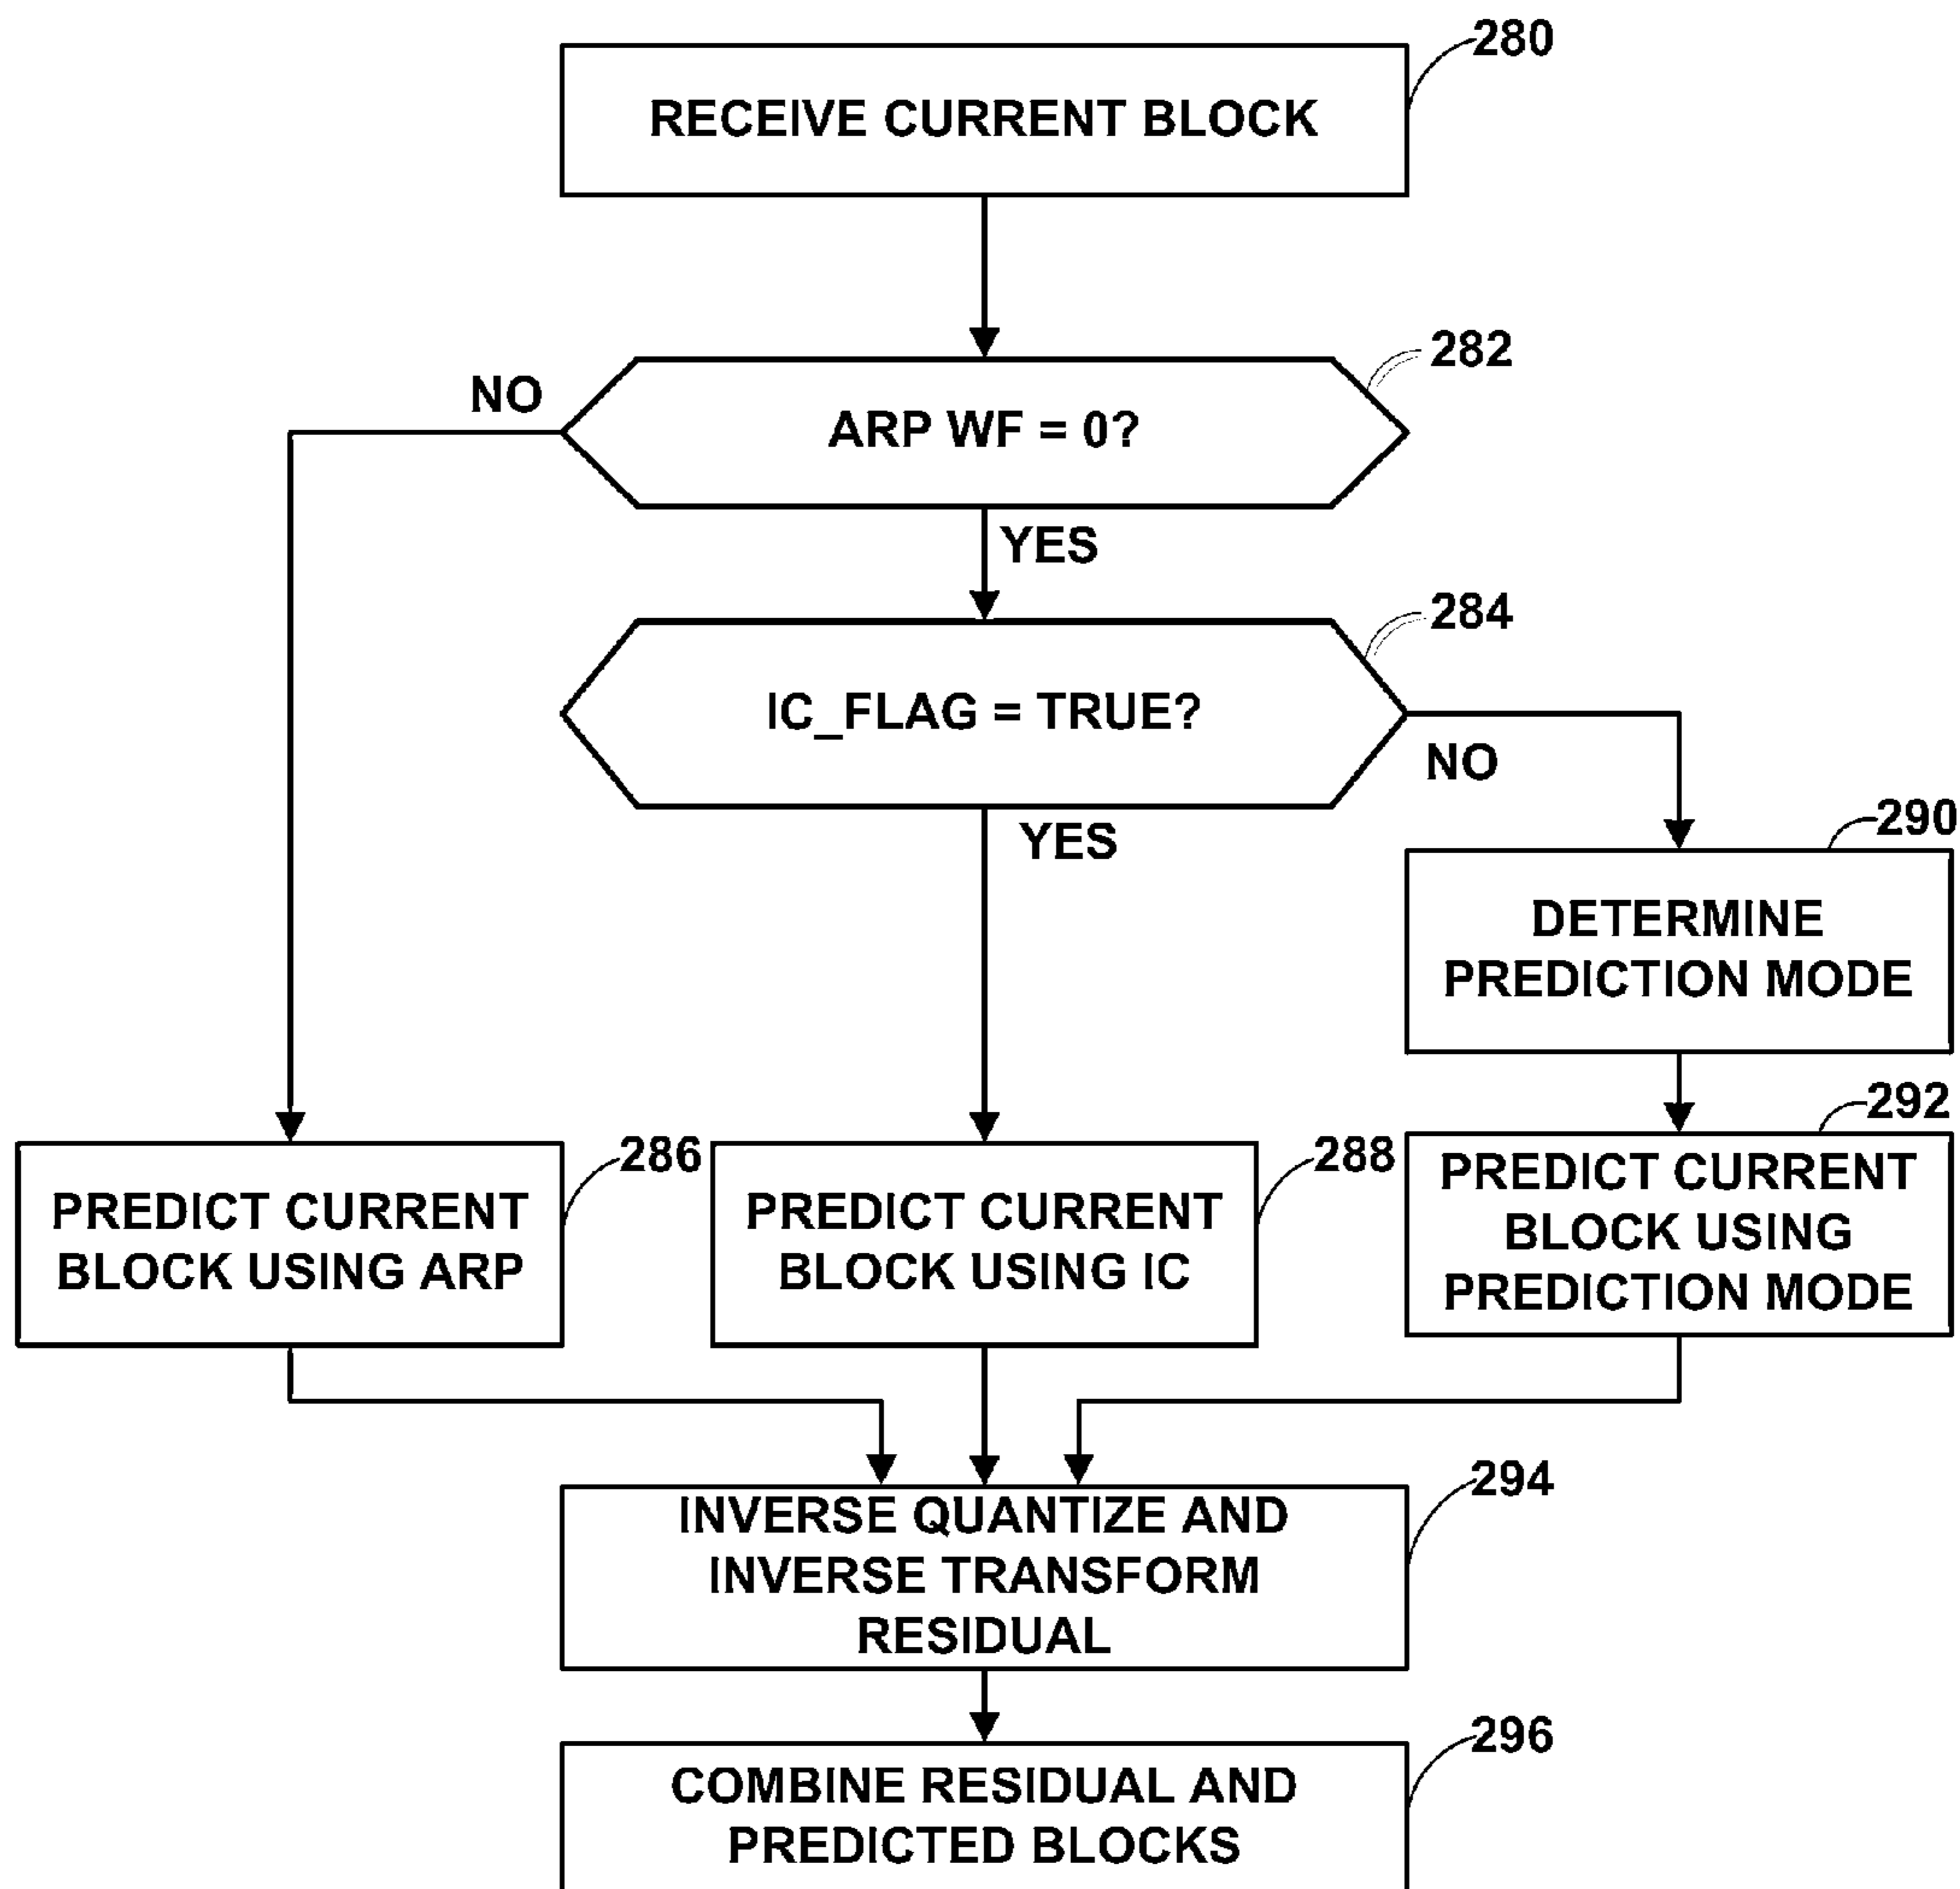 280
RECEIVE CURRENT BLOCK
282
NO
ARP WF = 0?
YES
284
IC_FLAG = TRUE?
NO
YES
290
DETERMINE
PREDICTION MODE
286
PREDICT CURRENT
BLOCK USING ARP
288
PREDICT CURRENT
BLOCK USING IC
292
PREDICT CURRENT
BLOCK USING
PREDICTION MODE
294
INVERSE QUANTIZE AND
INVERSE TRANSFORM
RESIDUAL
296
COMBINE RESIDUAL AND
PREDICTED BLOCKS